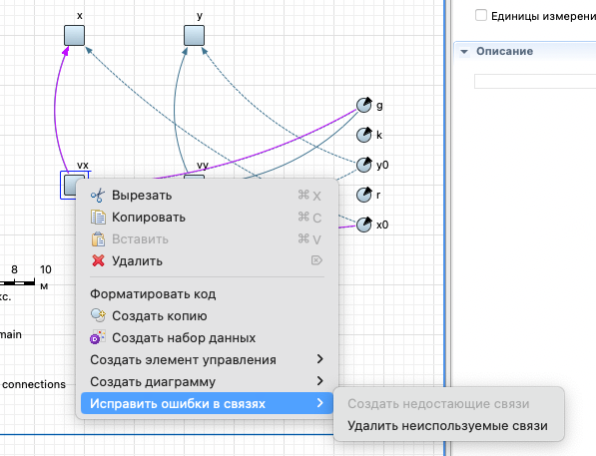 x
y
Единицы измерени
Описание
g
k
vx
vy
y0
r
x0
Вырезать ⌘ X
Копировать ⌘ C
Вставить ⌘ V
Удалить
8 10
м
кс.
Форматировать код
Создать копию
main
Создать набор данных
Создать элемент управления
connections
Создать диаграмму
Исправить ошибки в связях
Создать недостающие связи
Удалить неиспользуемые связи